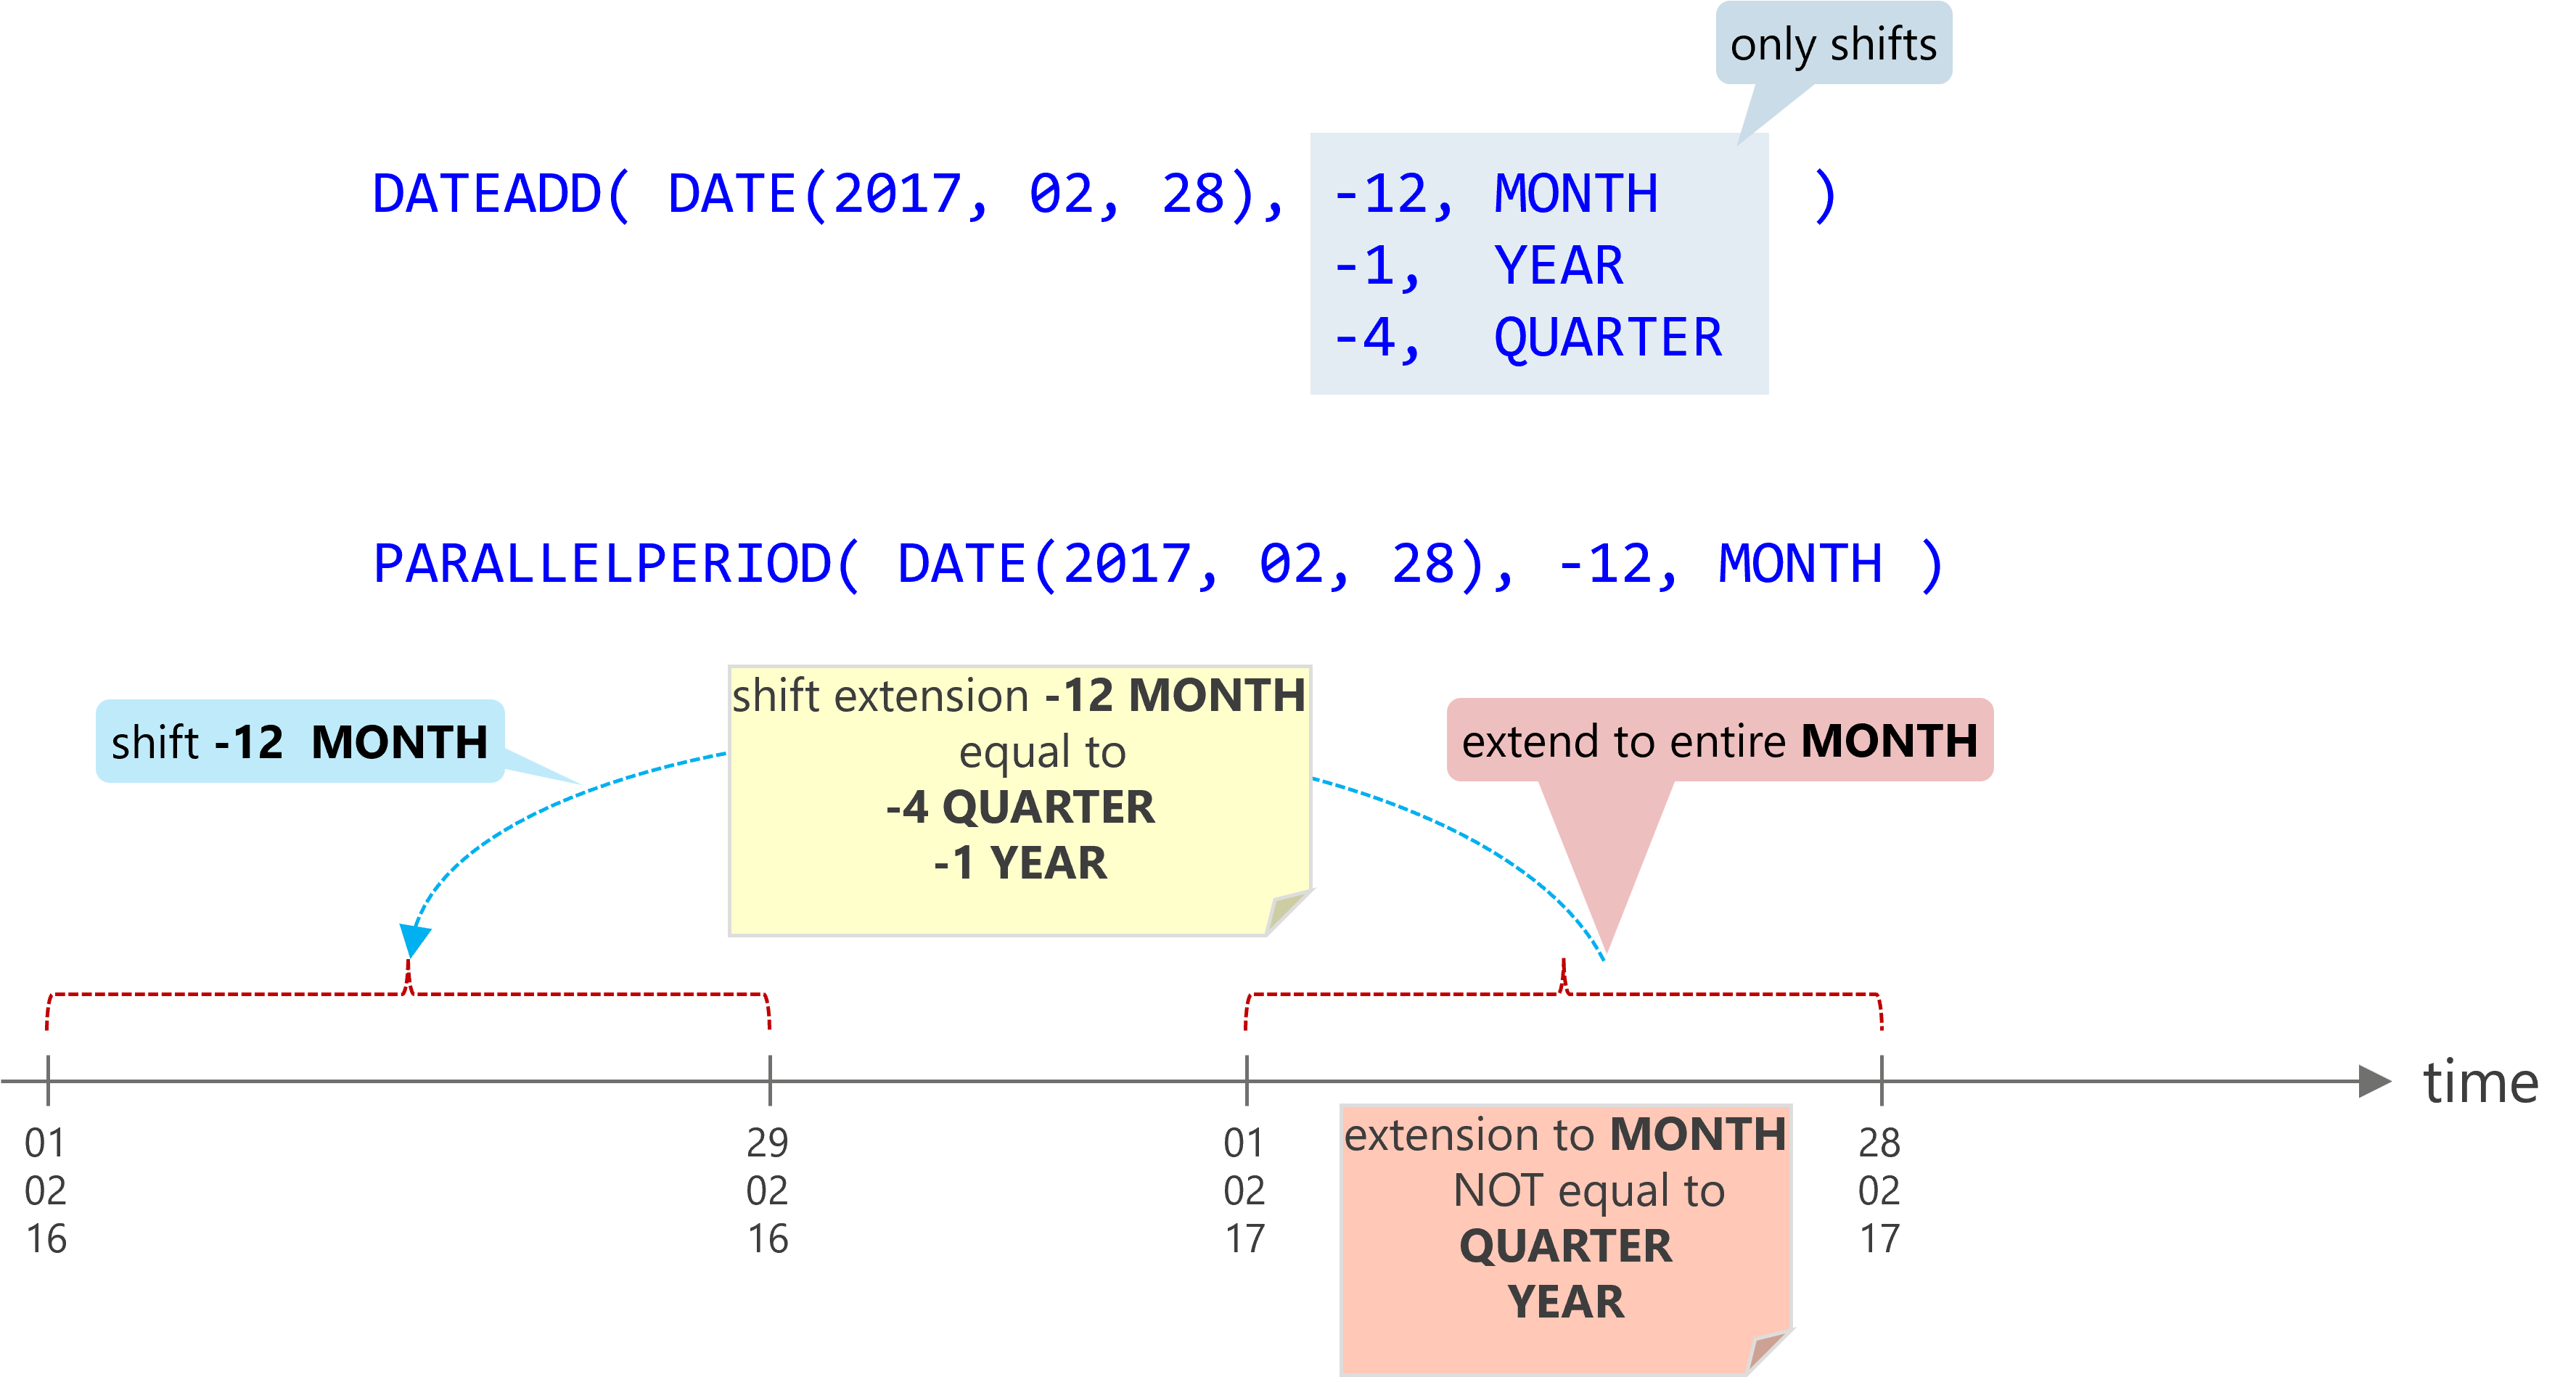 only shifts
DATEADD( DATE(2017, 02, 28), -12, MONTH )
-1, YEAR
-4, QUARTER
PARALLELPERIOD( DATE(2017, 02, 28), -12, MONTH )
shift -12 MONTH
shift extension -12 MONTH
equal to
-4 QUARTER
-1 YEAR
extend to entire MONTH
time
01
02
16
29
02
16
01
02
17
extension to MONTH
NOT equal to
QUARTER
YEAR
28
02
17